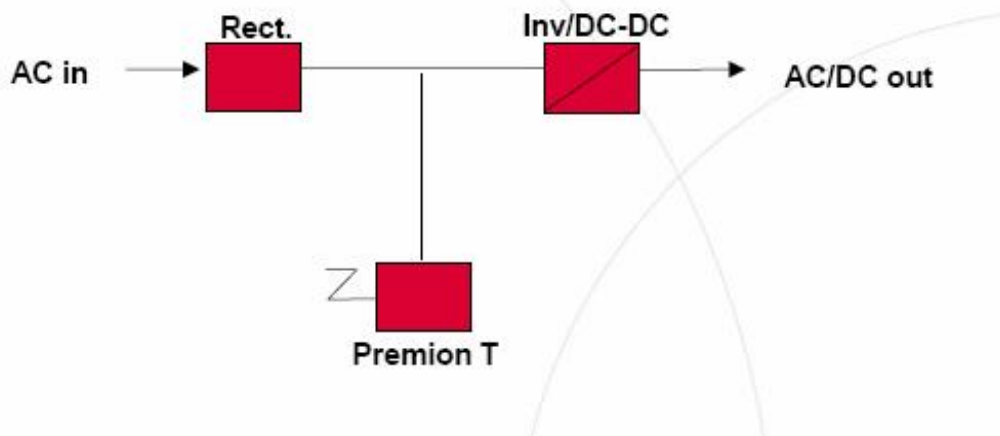 Rect.
Inv/DC-DC
AC in
AC/DC out
Premion T